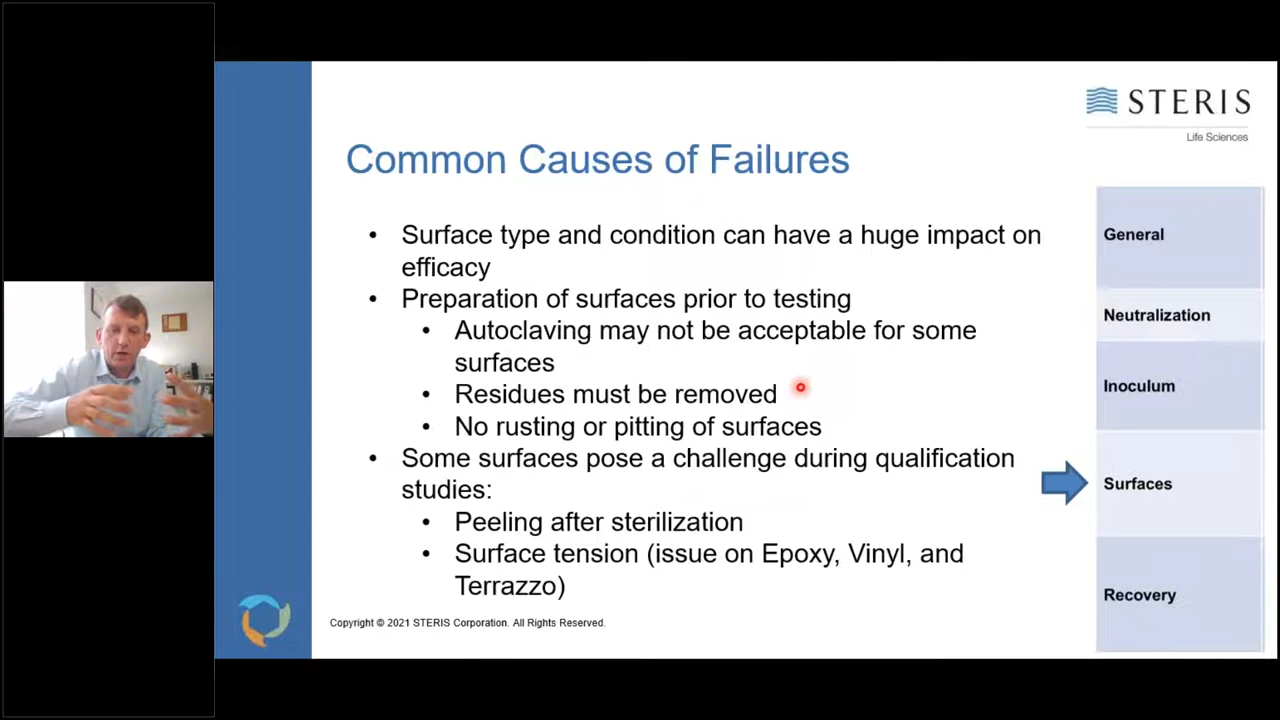 STERIS
Life Sciences
Common Causes of Failures
• Surface type and condition can have a huge impact on
efficacy
• Preparation of surfaces prior to testing
• Autoclaving may not be acceptable for some
surfaces
• Residues must be removed
• No rusting or pitting of surfaces
• Some surfaces pose a challenge during qualification
studies:
• Peeling after sterilization
• Surface tension (issue on Epoxy, Vinyl, and
Terrazzo)
General
Neutralization
Inoculum
Surfaces
Recovery
Copyright © 2021 STERIS Corporation. All Rights Reserved.